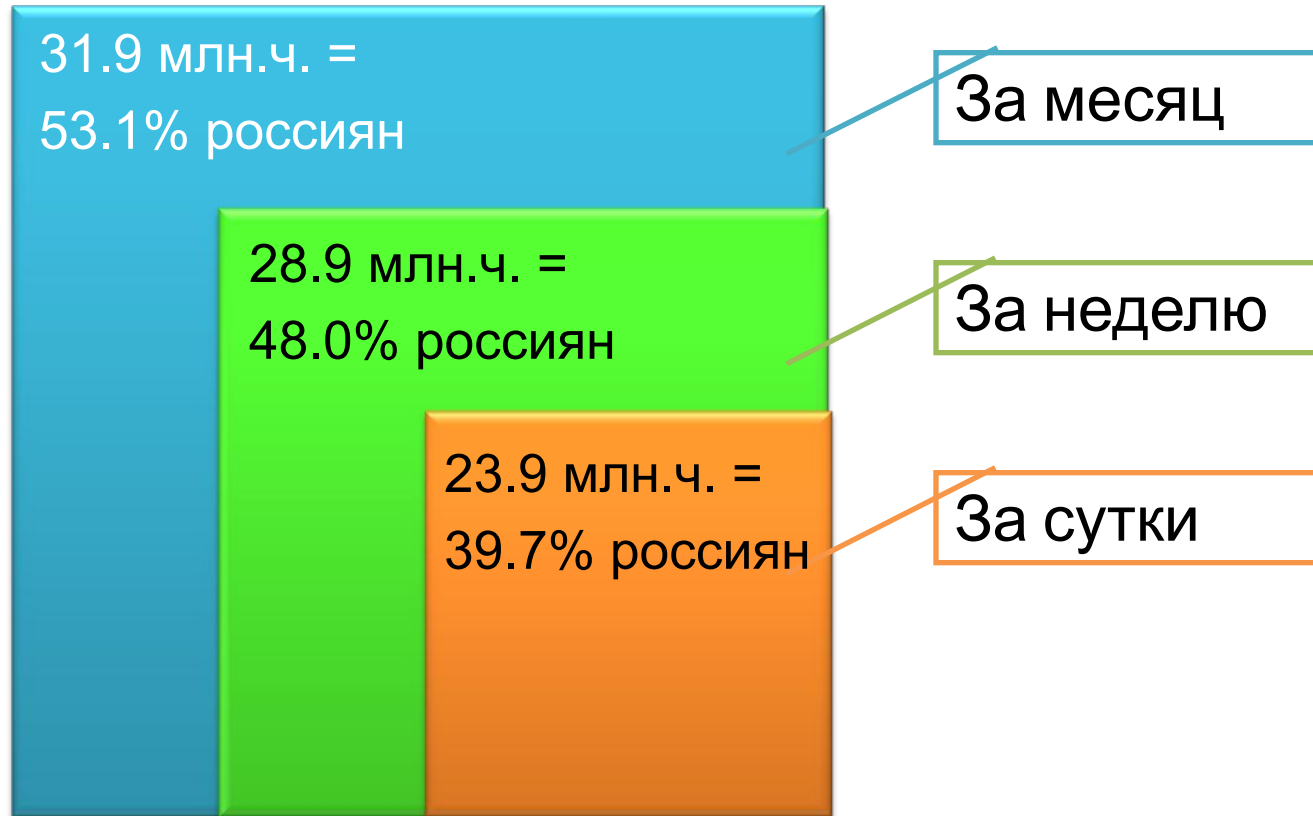 31.9 млн.ч. =
53.1% россиян
За месяц
28.9 млн.ч. =
48.0% россиян
За неделю
23.9 млн.ч. =
39.7% россиян
За сутки